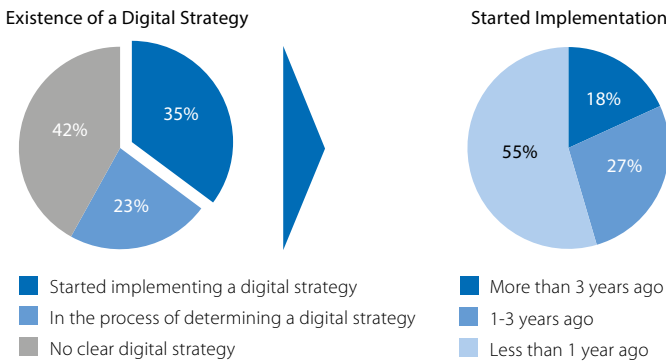 Existence of a Digital Strategy
35%
42%
23%
Started implementing a digital strategy
In the process of determining a digital strategy
No clear digital strategy
Started Implementation
18%
55%
27%
More than 3 years ago
1-3 years ago
Less than 1 year ago